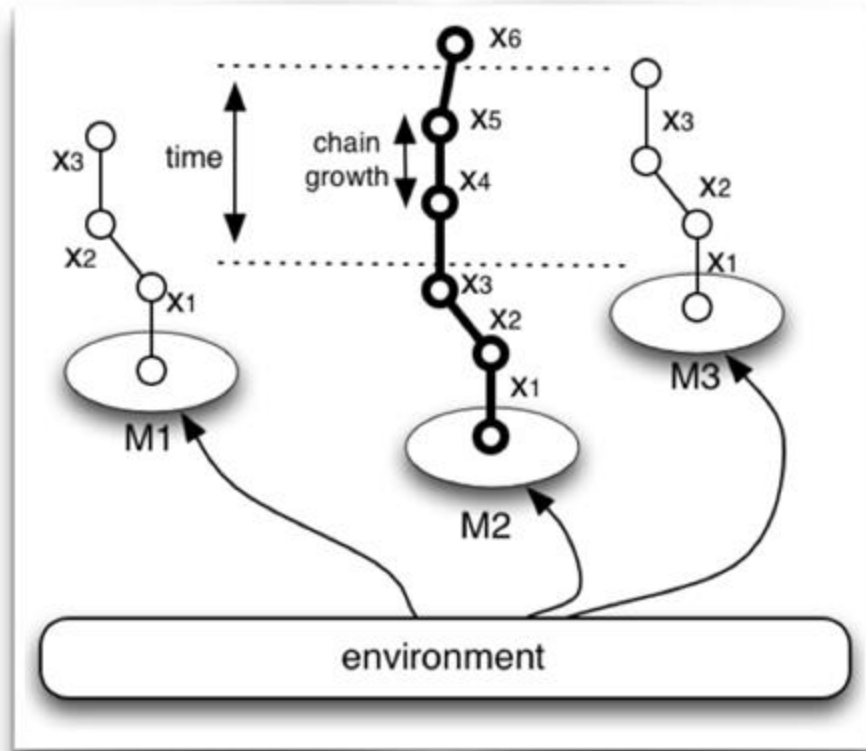 x6
x5
x3
time
chain
growth
x3
x4
x2
x2
x1
x3
x1
x2
x1
M1
M3
M2
environment